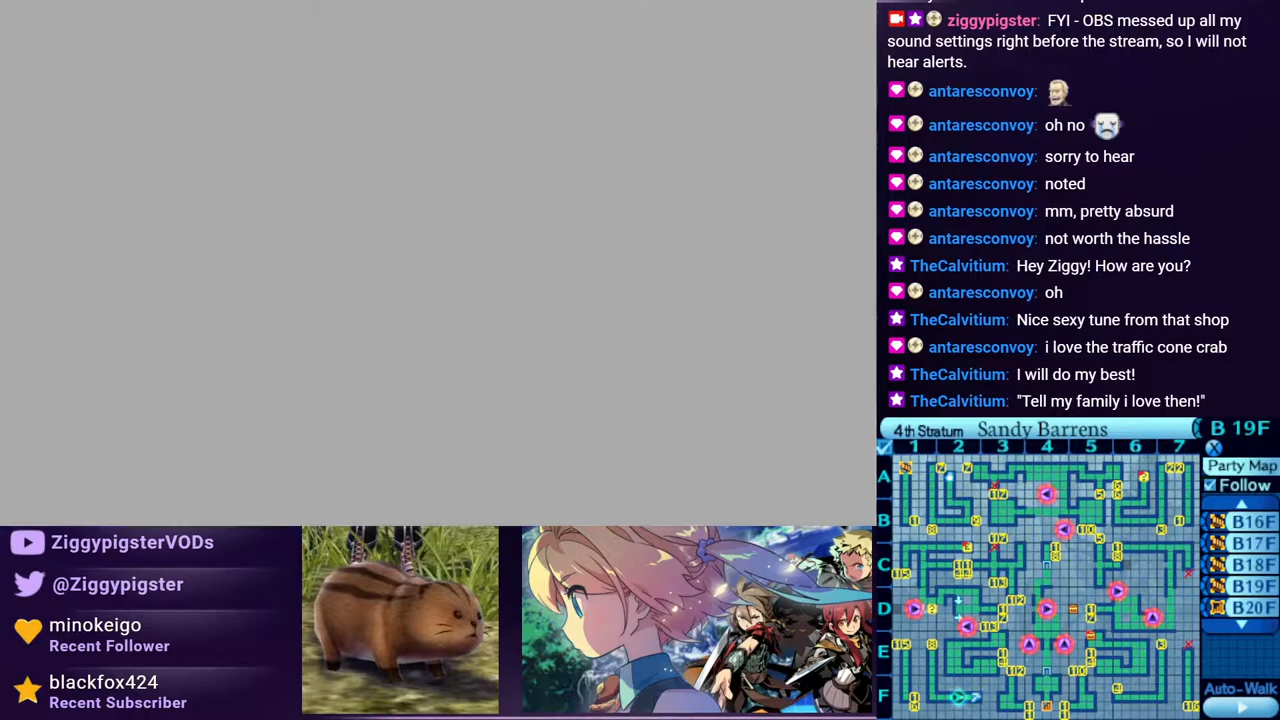 ziggypigster: FYI - OBS messed up all my
sound settings right before the stream, so I will not
hear alerts.
antaresconvoy:
antaresconvoy: oh no
antaresconvoy: sorry to hear
antaresconvoy: noted
antaresconvoy: mm, pretty absurd
antaresconvoy: not worth the hassle
TheCalvitium: Hey Ziggy! How are you?
antaresconvoy: oh
TheCalvitium: Nice sexy tune from that shop
antaresconvoy: i love the traffic cone crab
TheCalvitium: I will do my best!
TheCalvitium: "Tell my family i love then!"
4th Stratum Sandy Barrens B 19F
1 2 3 4 5 6 7
A
B
C
D
E
F
X
Party Map
Follow
B16F
B17F
B18F
B19F
B20F
Auto-Walk
ZiggypigsterVODs
@Ziggypigster
minokeigo
Recent Follower
blackfox424
Recent Subscriber